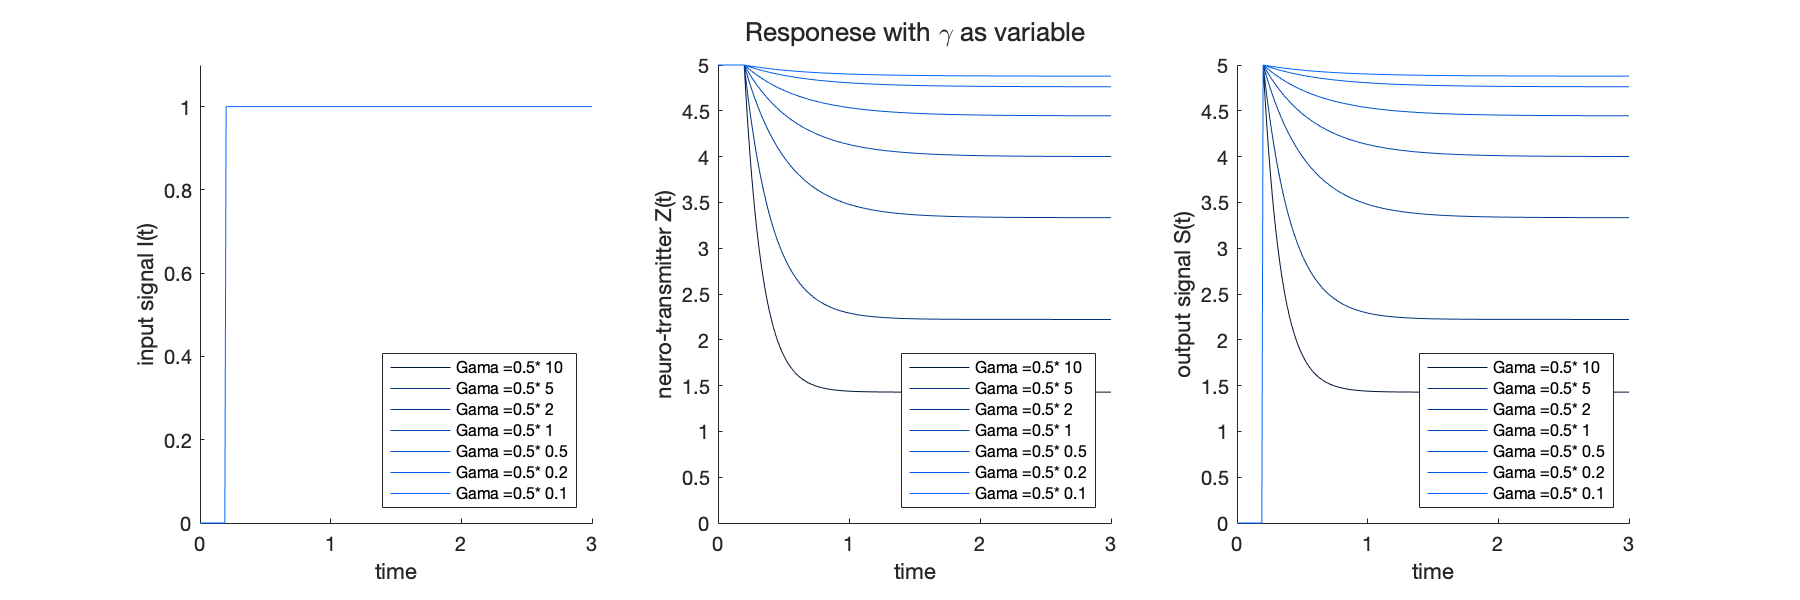 Responese with γ as variable
input signal I(t)
1
0.8
0.6
0.4
0.2
0
0 1 2 3
time
Gama =0.5* 10
Gama =0.5* 5
Gama =0.5* 2
Gama =0.5* 1
Gama =0.5* 0.5
Gama =0.5* 0.2
Gama =0.5* 0.1
neuro-transmitter Z(t)
5
4.5
4
3.5
3
2.5
2
1.5
1
0.5
0
0 1 2 3
time
Gama =0.5* 10
Gama =0.5* 5
Gama =0.5* 2
Gama =0.5* 1
Gama =0.5* 0.5
Gama =0.5* 0.2
Gama =0.5* 0.1
output signal S(t)
5
4.5
4
3.5
3
2.5
2
1.5
1
0.5
0
0 1 2 3
time
Gama =0.5* 10
Gama =0.5* 5
Gama =0.5* 2
Gama =0.5* 1
Gama =0.5* 0.5
Gama =0.5* 0.2
Gama =0.5* 0.1